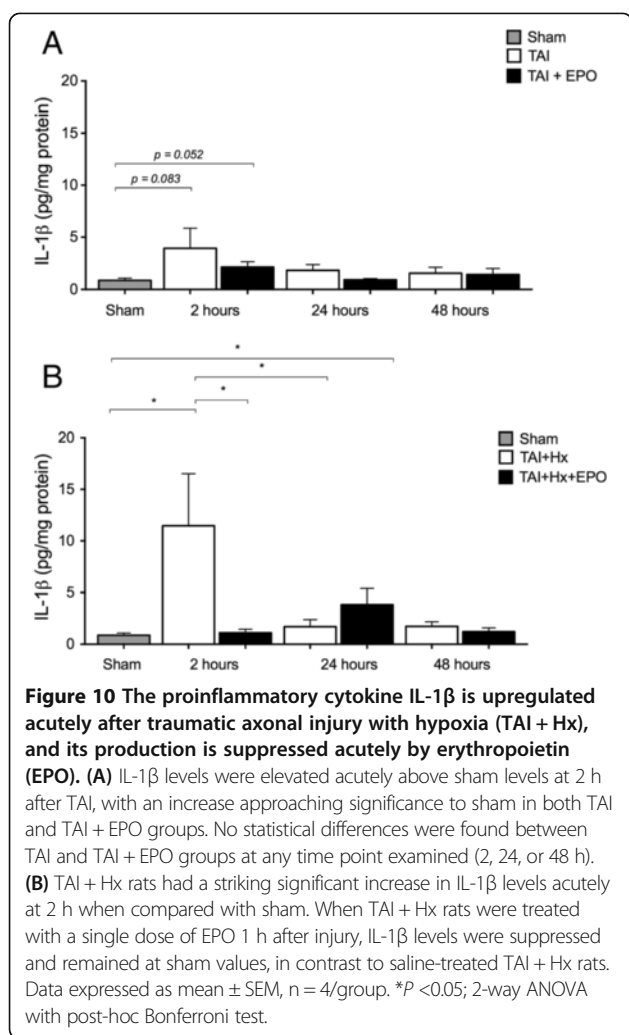 A
Sham
TAI
TAI + EPO
IL-1β (pg/mg protein)
20
15
10
5
0
p = 0.052
p = 0.083
Sham 2 hours 24 hours 48 hours
B
*
*
* *
Sham
TAI+Hx
TAI+Hx+EPO
IL-1β (pg/mg protein)
20
15
10
5
0
Sham 2 hours 24 hours 48 hours
Figure 10 The proinflammatory cytokine IL-1β is upregulated
acutely after traumatic axonal injury with hypoxia (TAI + Hx),
and its production is suppressed acutely by erythropoietin
(EPO). (A) IL-1β levels were elevated acutely above sham levels at 2 h
after TAI, with an increase approaching significance to sham in both TAI
and TAI + EPO groups. No statistical differences were found between
TAI and TAI + EPO groups at any time point examined (2, 24, or 48 h).
(B) TAI + Hx rats had a striking significant increase in IL-1β levels acutely
at 2 h when compared with sham. When TAI + Hx rats were treated
with a single dose of EPO 1 h after injury, IL-1β levels were suppressed
and remained at sham values, in contrast to saline-treated TAI + Hx rats.
Data expressed as mean ± SEM, n = 4/group. *P <0.05; 2-way ANOVA
with post-hoc Bonferroni test.